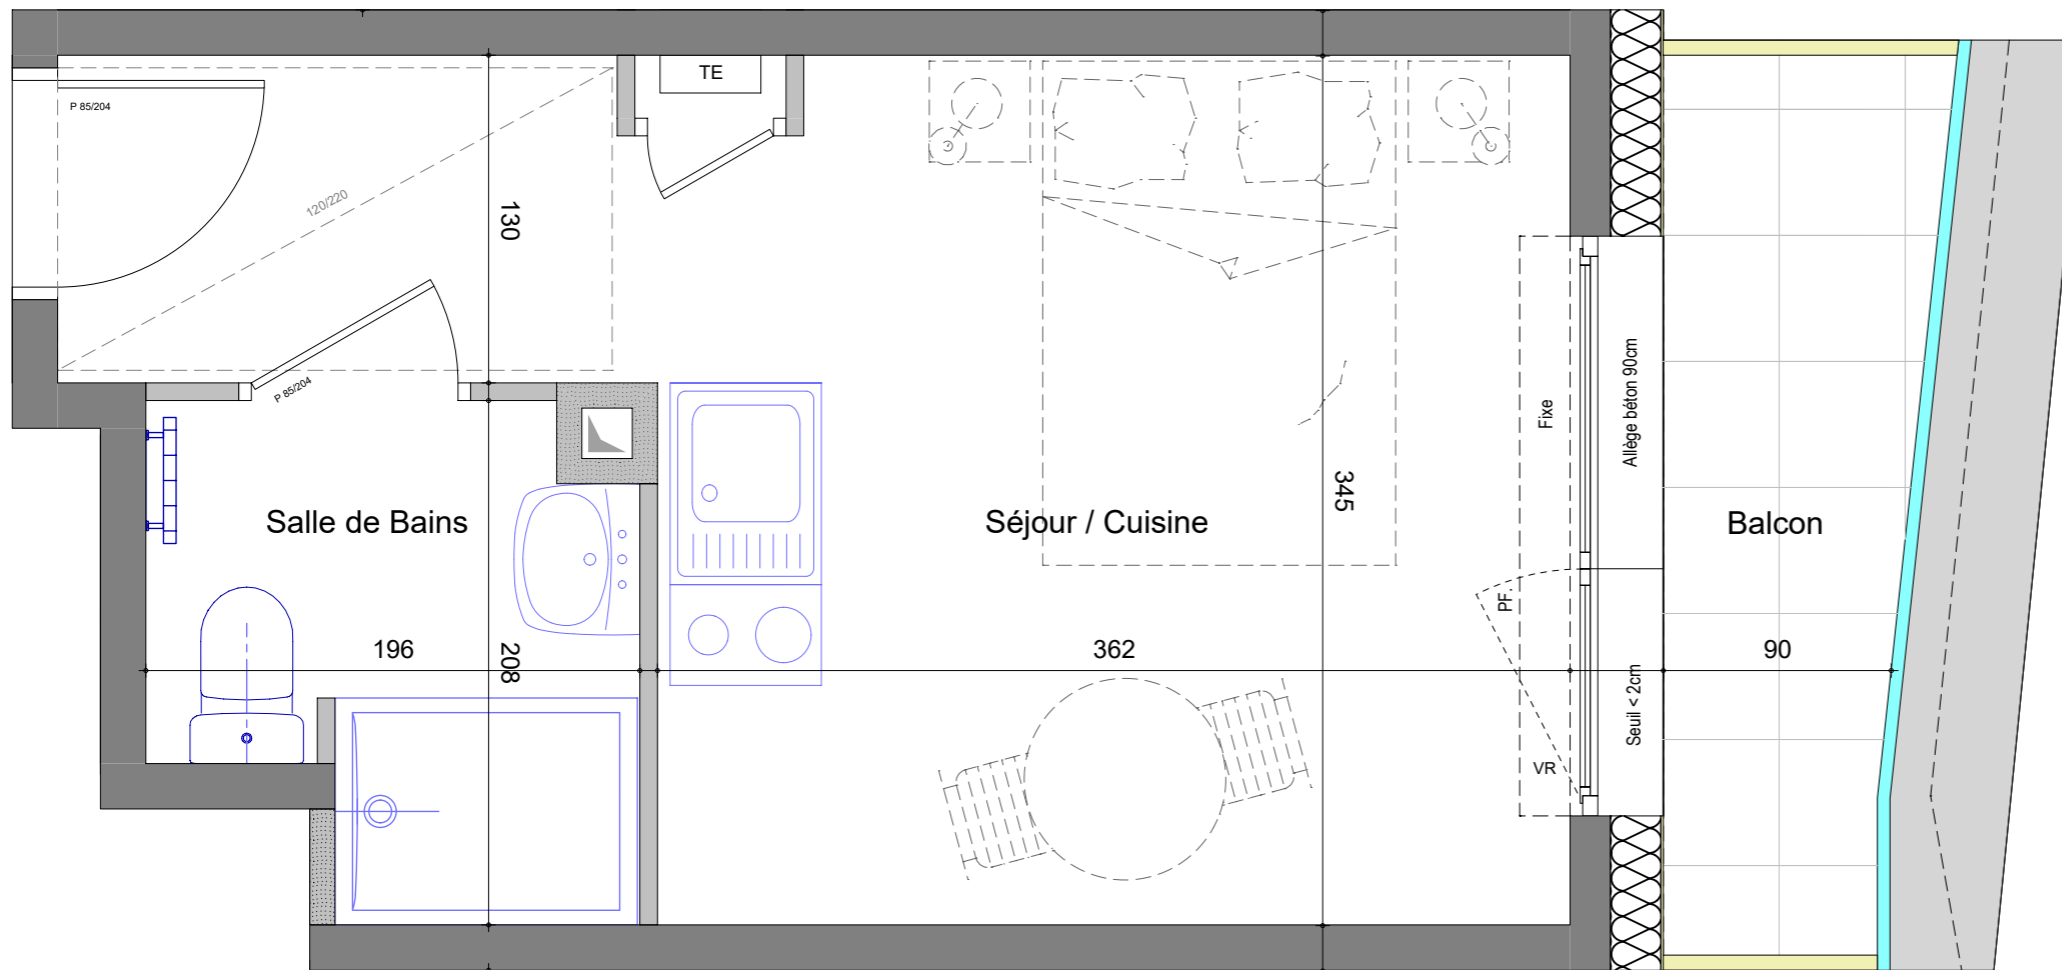 TE
P 85/204
120/220
130
P 85/204
Fixe
Allège béton 90cm
345
Salle de Bains
Séjour / Cuisine
Balcon
PF.
196
208
362
90
Seuil < 2cm
VR